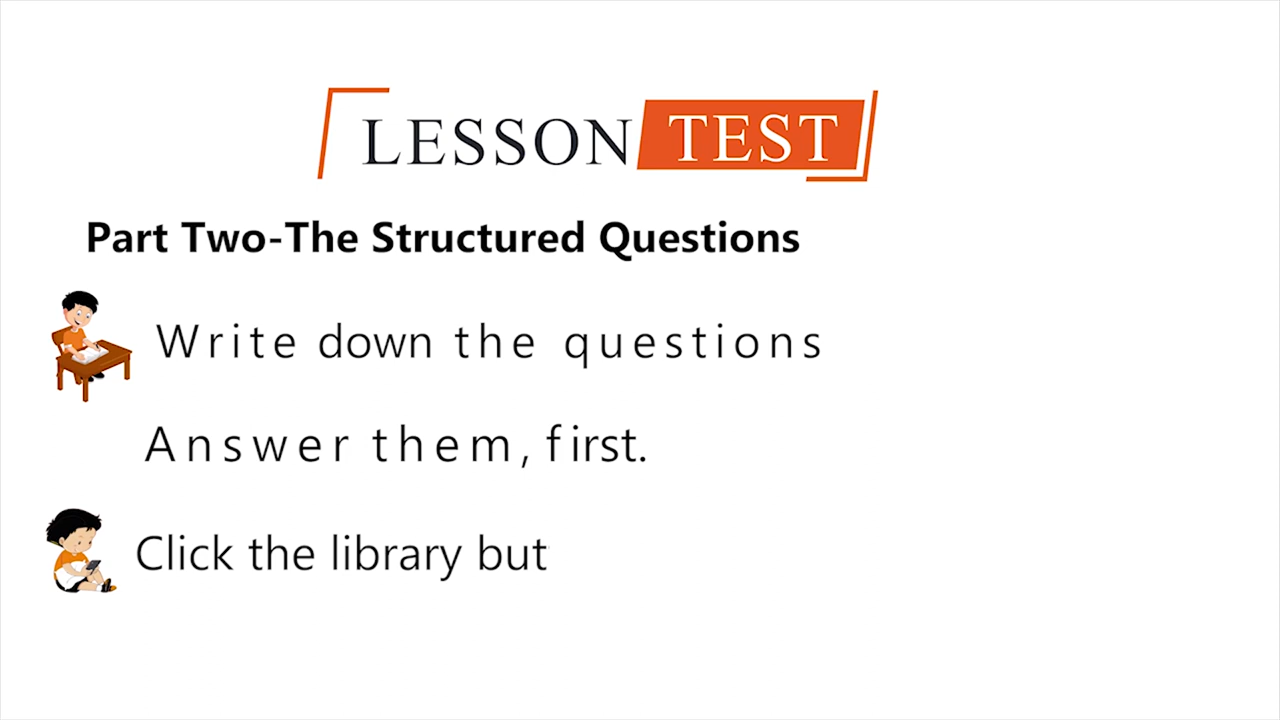 LESSON TEST
Part Two-The Structured Questions
Write down the questions
Answer them, first.
Click the library but